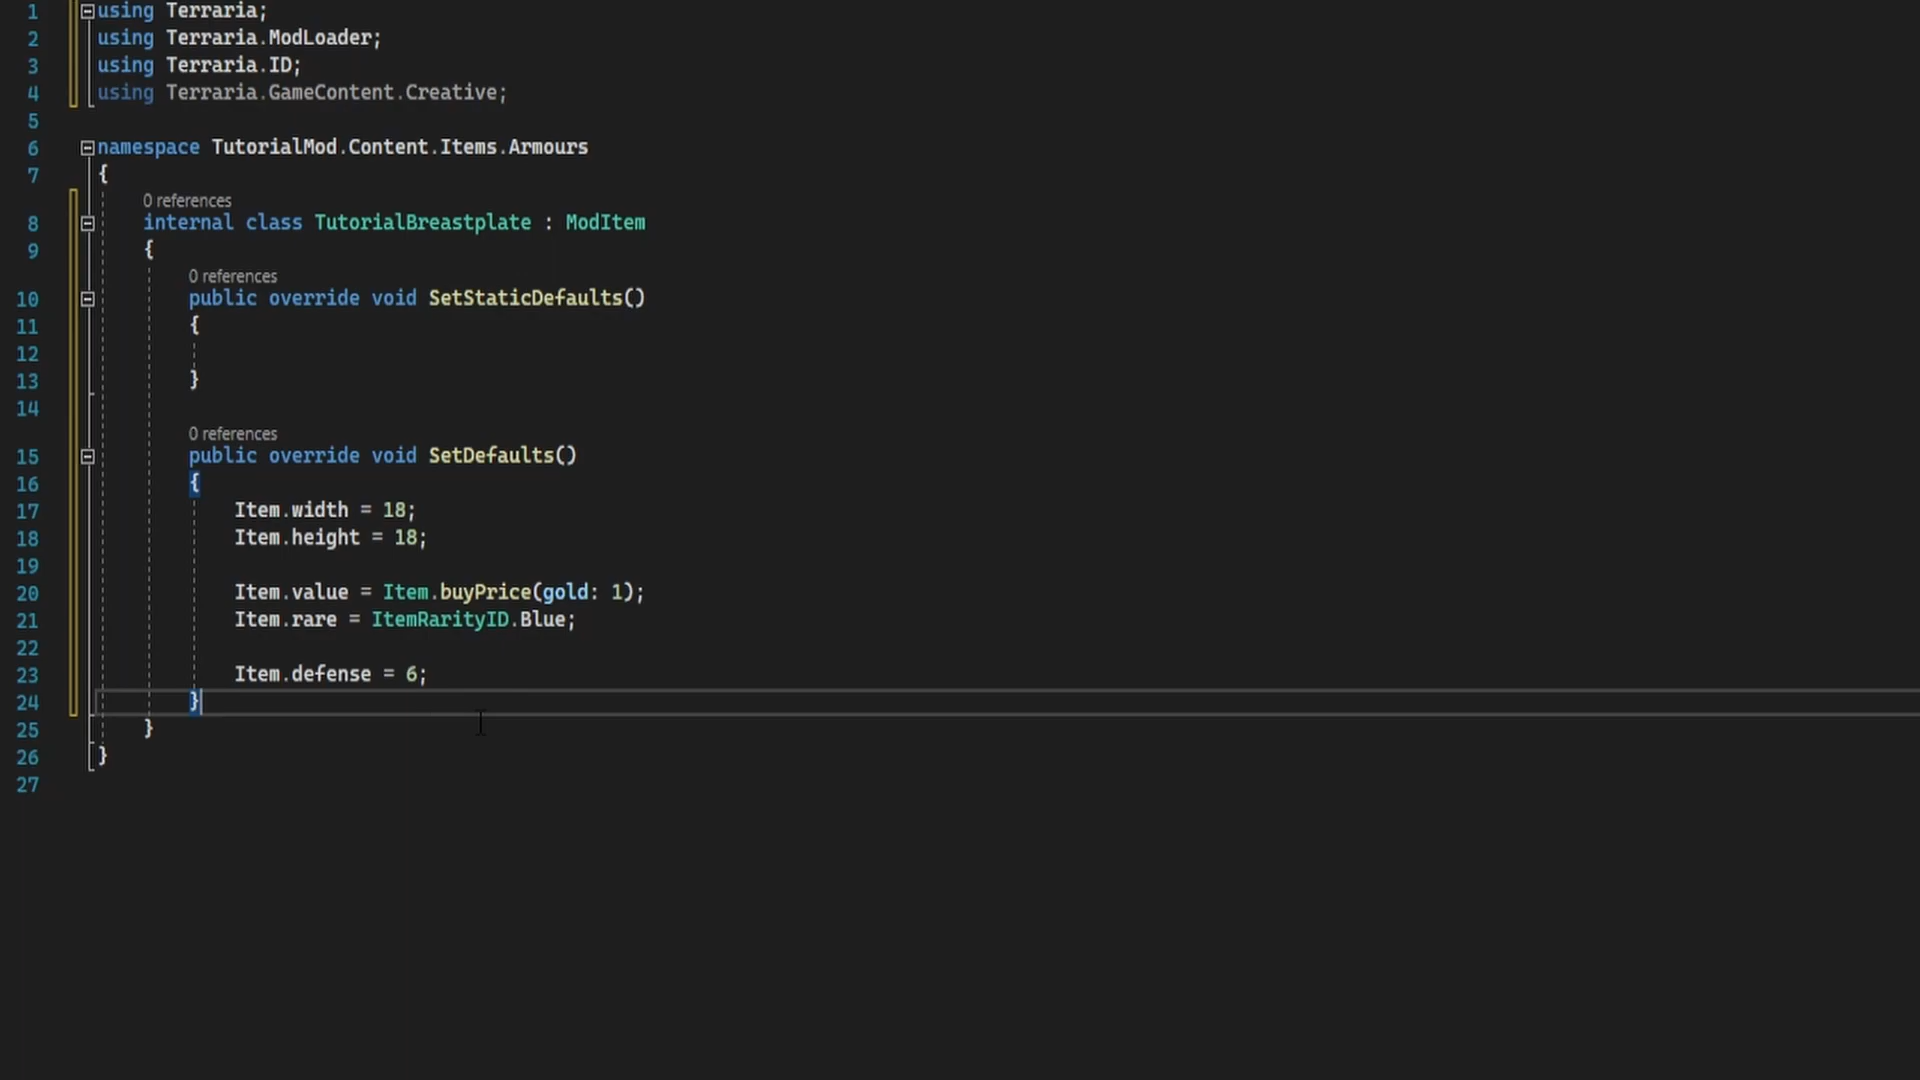 1 using Terraria;
2 using Terraria.ModLoader;
3 using Terraria.ID;
4 using Terraria.GameContent.Creative;
5
6 namespace TutorialMod.Content.Items.Armours
7 {
0 references
8 internal class TutorialBreastplate : ModItem
9 {
0 references
10 public override void SetStaticDefaults()
11 {
12
13 }
14
0 references
15 public override void SetDefaults()
16 {
17 Item.width = 18;
18 Item.height = 18;
19
20 Item.value = Item.buyPrice(gold: 1);
21 Item.rare = ItemRarityID.Blue;
22
23 Item.defense = 6;
24 }
25 }
26 }
27